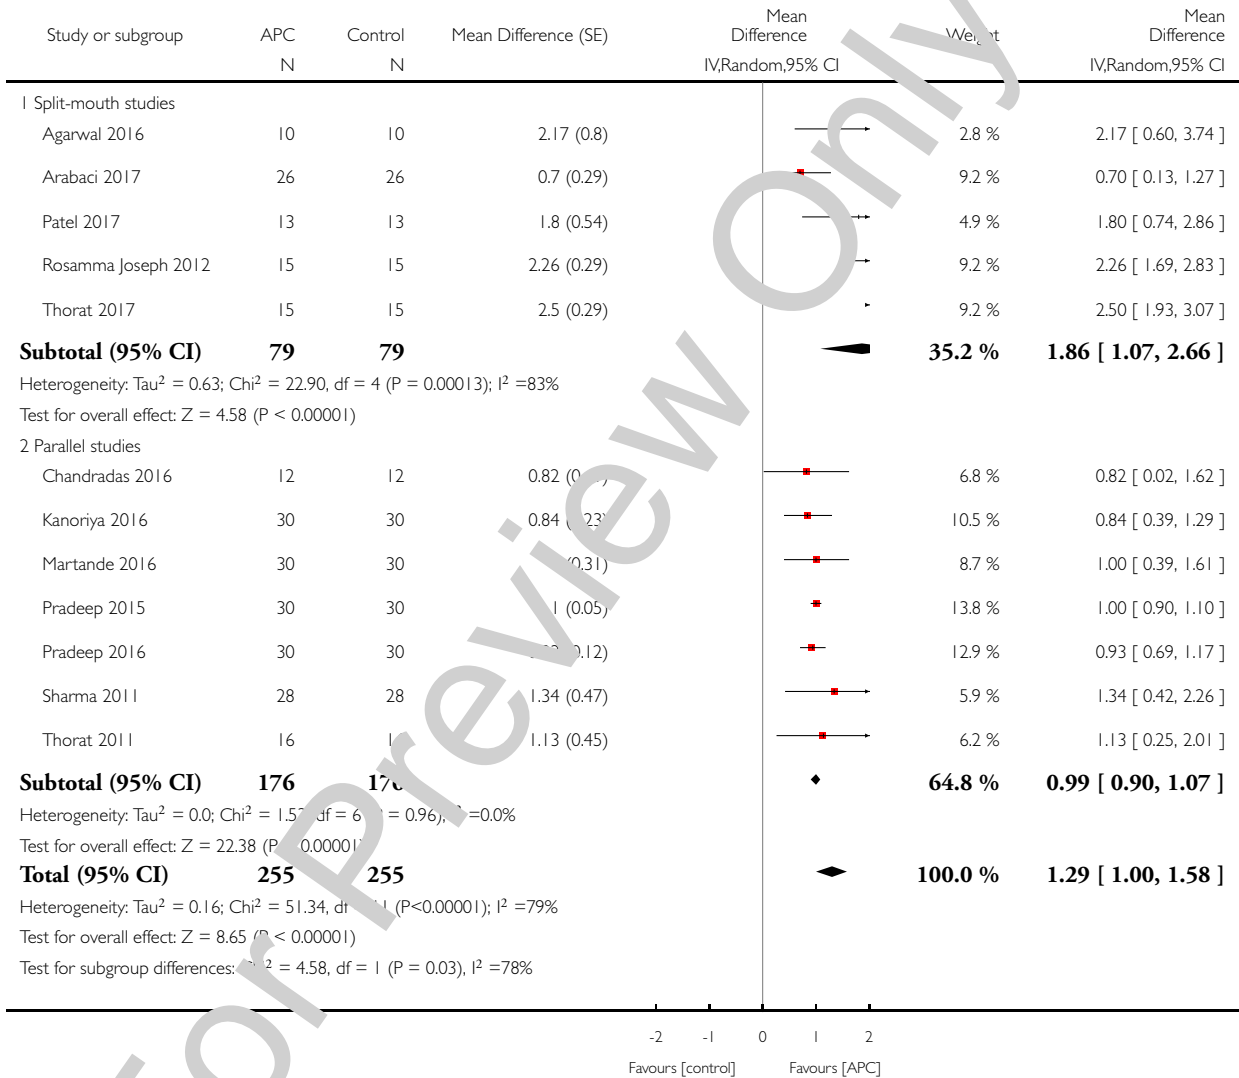 Study or subgroup APC Control Mean Difference (SE) Mean Difference Mean Difference
N N IV,Random,95% CI IV,Random,95% CI
1 Split-mouth studies
Agarwal 2016 10 10 2.17 (0.8) 2.8 % 2.17 [ 0.60, 3.74 ]
Arabaci 2017 26 26 0.7 (0.29) 9.2 % 0.70 [ 0.13, 1.27 ]
Patel 2017 13 13 1.8 (0.54) 4.9 % 1.80 [ 0.74, 2.86 ]
Rosamma Joseph 2012 15 15 2.26 (0.29) 9.2 % 2.26 [ 1.69, 2.83 ]
Thorat 2017 15 15 2.5 (0.29) 9.2 % 2.50 [ 1.93, 3.07 ]
Subtotal (95% CI) 79 79 35.2 % 1.86 [ 1.07, 2.66 ]
Heterogeneity: Tau² = 0.63; Chi² = 22.90, df = 4 (P = 0.00013); I² =83%
Test for overall effect: Z = 4.58 (P < 0.00001)
2 Parallel studies
Chandradas 2016 12 12 0.82 6.8 % 0.82 [ 0.02, 1.62 ]
Kanoriya 2016 30 30 0.84 10.5 % 0.84 [ 0.39, 1.29 ]
Martande 2016 30 30 8.7 % 1.00 [ 0.39, 1.61 ]
Pradeep 2015 30 30 1 (0.05) 13.8 % 1.00 [ 0.90, 1.10 ]
Pradeep 2016 30 30 12.9 % 0.93 [ 0.69, 1.17 ]
Sharma 2011 28 28 1.34 (0.47) 5.9 % 1.34 [ 0.42, 2.26 ]
Thorat 2011 16 1.13 (0.45) 6.2 % 1.13 [ 0.25, 2.01 ]
Subtotal (95% CI) 176 64.8 % 0.99 [ 0.90, 1.07 ]
Heterogeneity: Tau² = 0.0; Chi² = df = 6 = 0.96); =0.0%
Test for overall effect: Z = 22.38
Total (95% CI) 255 255 100.0 % 1.29 [ 1.00, 1.58 ]
Heterogeneity: Tau² = 0.16; Chi² = 51.34, df (P<0.00001); I² =79%
Test for overall effect: Z = 8.65 < 0.00001)
Test for subgroup differences: = 4.58, df = 1 (P = 0.03), I² =78%
-2 -1 0 1 2
Favours [control] Favours [APC]
For Preview Only